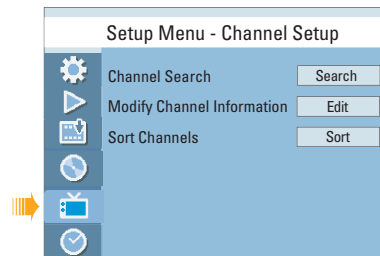 Setup Menu - Channel Setup
Channel Search Search
Modify Channel Information Edit
Sort Channels Sort